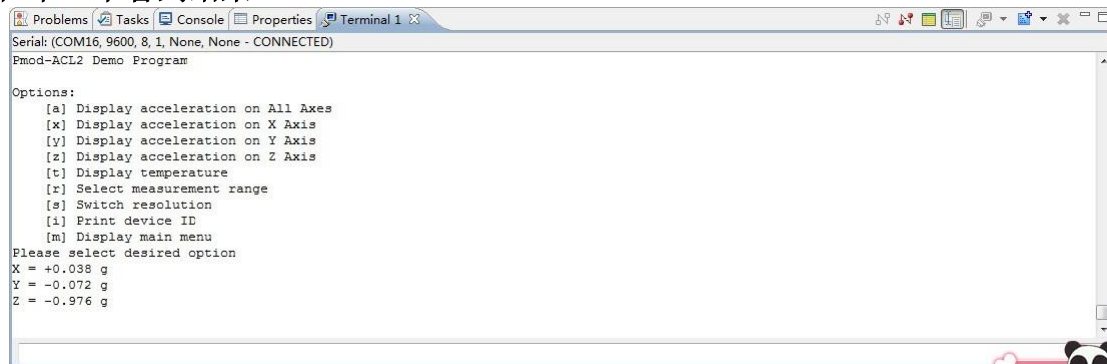 Problems Tasks Console Properties Terminal 1
Serial: (COM16, 9600, 8, 1, None, None - CONNECTED)
Pmod-ACL2 Demo Program
Options:
[a] Display acceleration on All Axes
[x] Display acceleration on X Axis
[y] Display acceleration on Y Axis
[z] Display acceleration on Z Axis
[t] Display temperature
[r] Select measurement range
[s] Switch resolution
[i] Print device ID
[m] Display main menu
Please select desired option
X = +0.038 g
Y = -0.072 g
Z = -0.976 g